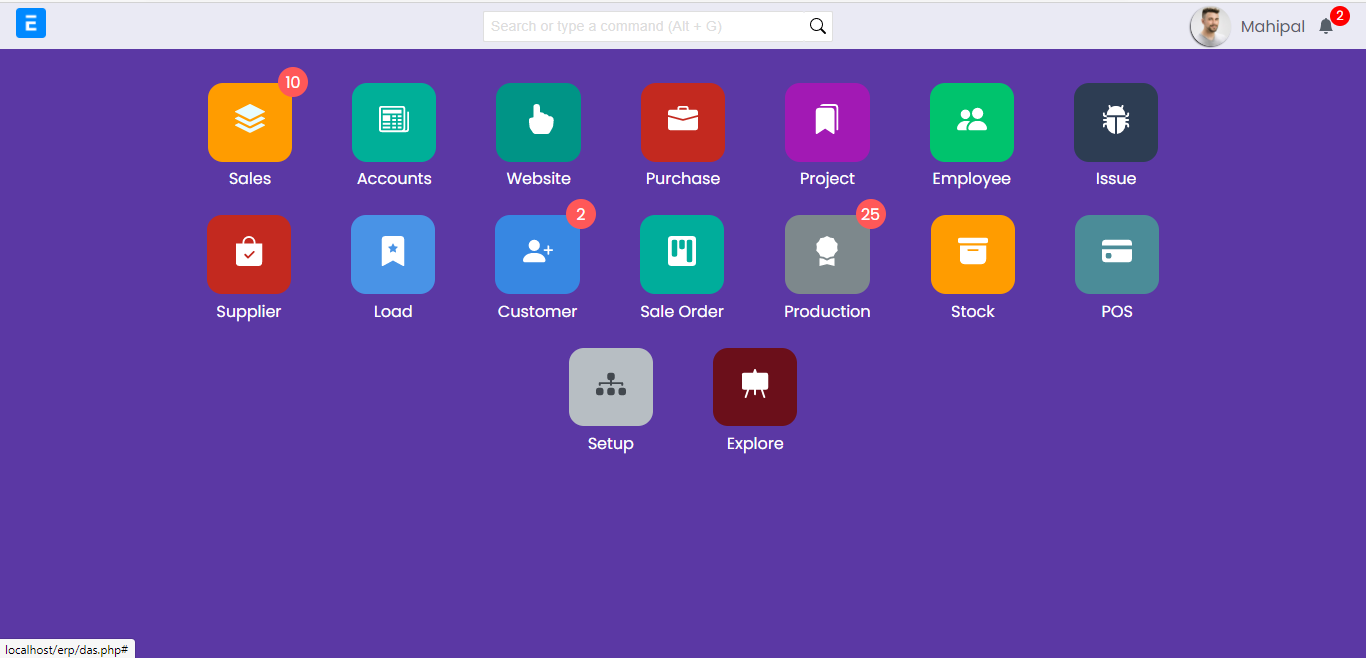 E
Search or type a command (Alt + G)
Mahipal
2
10
Sales
Accounts
Website
Purchase
Project
Employee
Issue
2
25
Supplier
Load
Customer
Sale Order
Production
Stock
POS
Setup
Explore
localhost/erp/das.php#